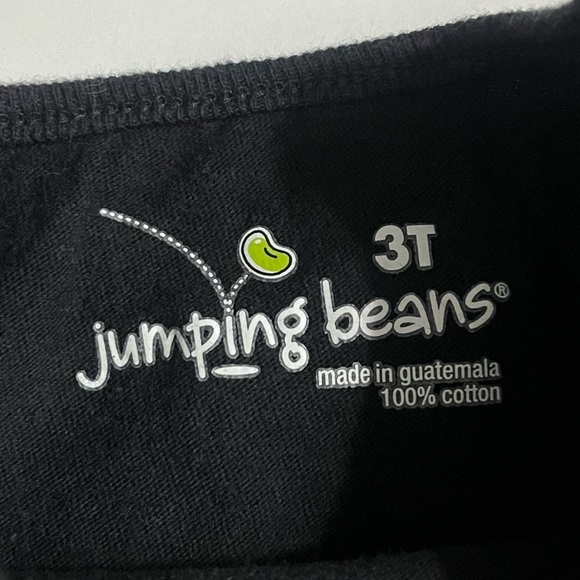 3T
jumping beans®
made in guatemala
100% cotton